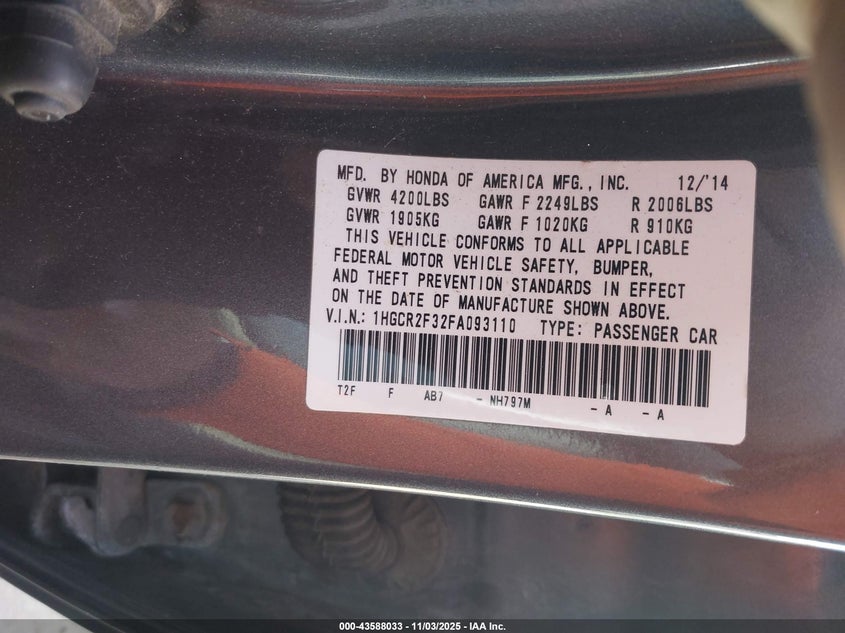 MFD. BY HONDA OF AMERICA MFG., INC. 12/'14
GVWR 4200LBS GAWR F 2249LBS R 2006LBS
GVWR 1905KG GAWR F 1020KG R 910KG
THIS VEHICLE CONFORMS TO ALL APPLICABLE
FEDERAL MOTOR VEHICLE SAFETY, BUMPER,
AND THEFT PREVENTION STANDARDS IN EFFECT
ON THE DATE OF MANUFACTURE SHOWN ABOVE.
V.I.N.: 1HGCR2F32FA093110 TYPE: PASSENGER CAR
T2F F AB7 - NH797M - A - A
000-43588033 — 11/03/2025 — IAA Inc.